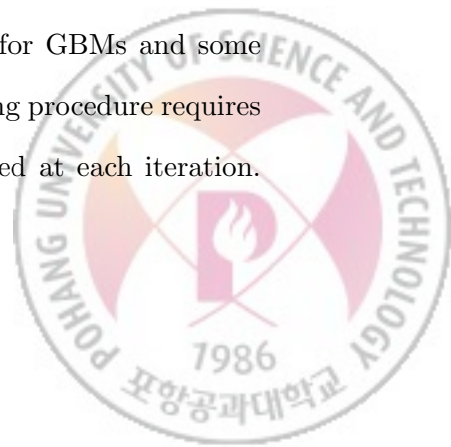 for GBMs and some
ng procedure requires
ed at each iteration.
POHANG UNIVERSITY OF SCIENCE AND TECHNOLOGY
1986
포항공과대학교